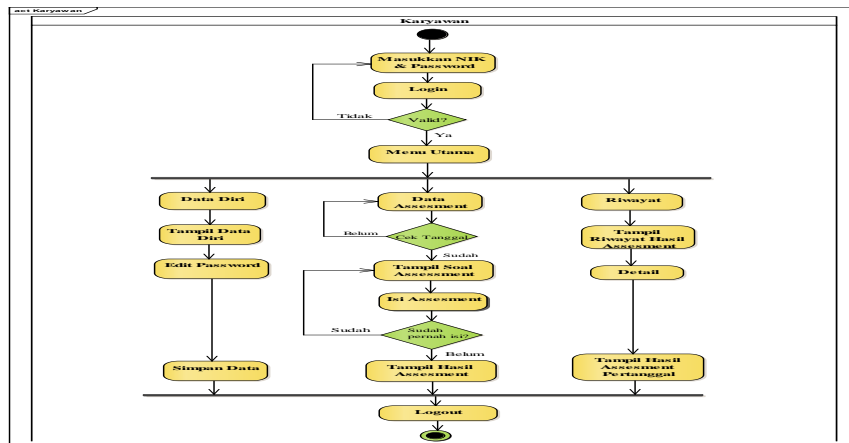 act Karyawan
Karyawan
Masukkan NIK
& Password
Login
Valid?
Tidak
Ya
Menu Utama
Data Diri
Tampil Data
Diri
Edit Password
Simpan Data
Data
Assesment
Belum
Cek Tanggal
Sudah
Tampil Soal
Assessment
Isi Assesment
Sudah
Sudah
pernah isi?
Belum
Tampil Hasil
Assesment
Riwayat
Tampil
Riwayat Hasil
Assesment
Detail
Tampil Hasil
Assesment
Pertanggal
Logout